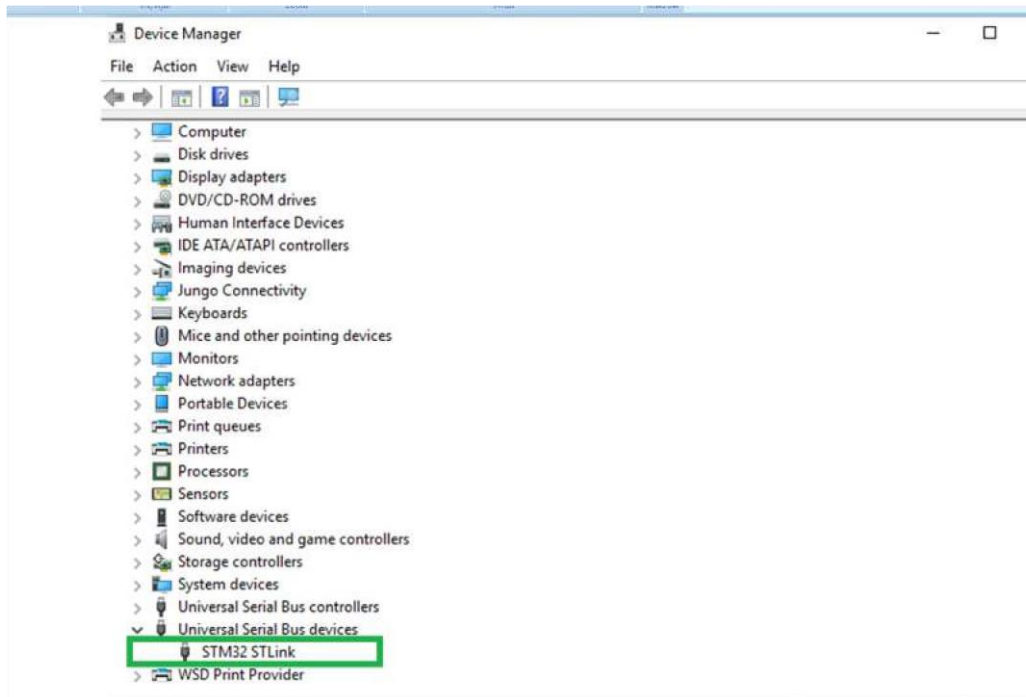 Device Manager
File Action View Help
Computer
Disk drives
Display adapters
DVD/CD-ROM drives
Human Interface Devices
IDE ATA/ATAPI controllers
Imaging devices
Jungo Connectivity
Keyboards
Mice and other pointing devices
Monitors
Network adapters
Portable Devices
Print queues
Printers
Processors
Sensors
Software devices
Sound, video and game controllers
Storage controllers
System devices
Universal Serial Bus controllers
Universal Serial Bus devices
STM32 STLink
WSD Print Provider